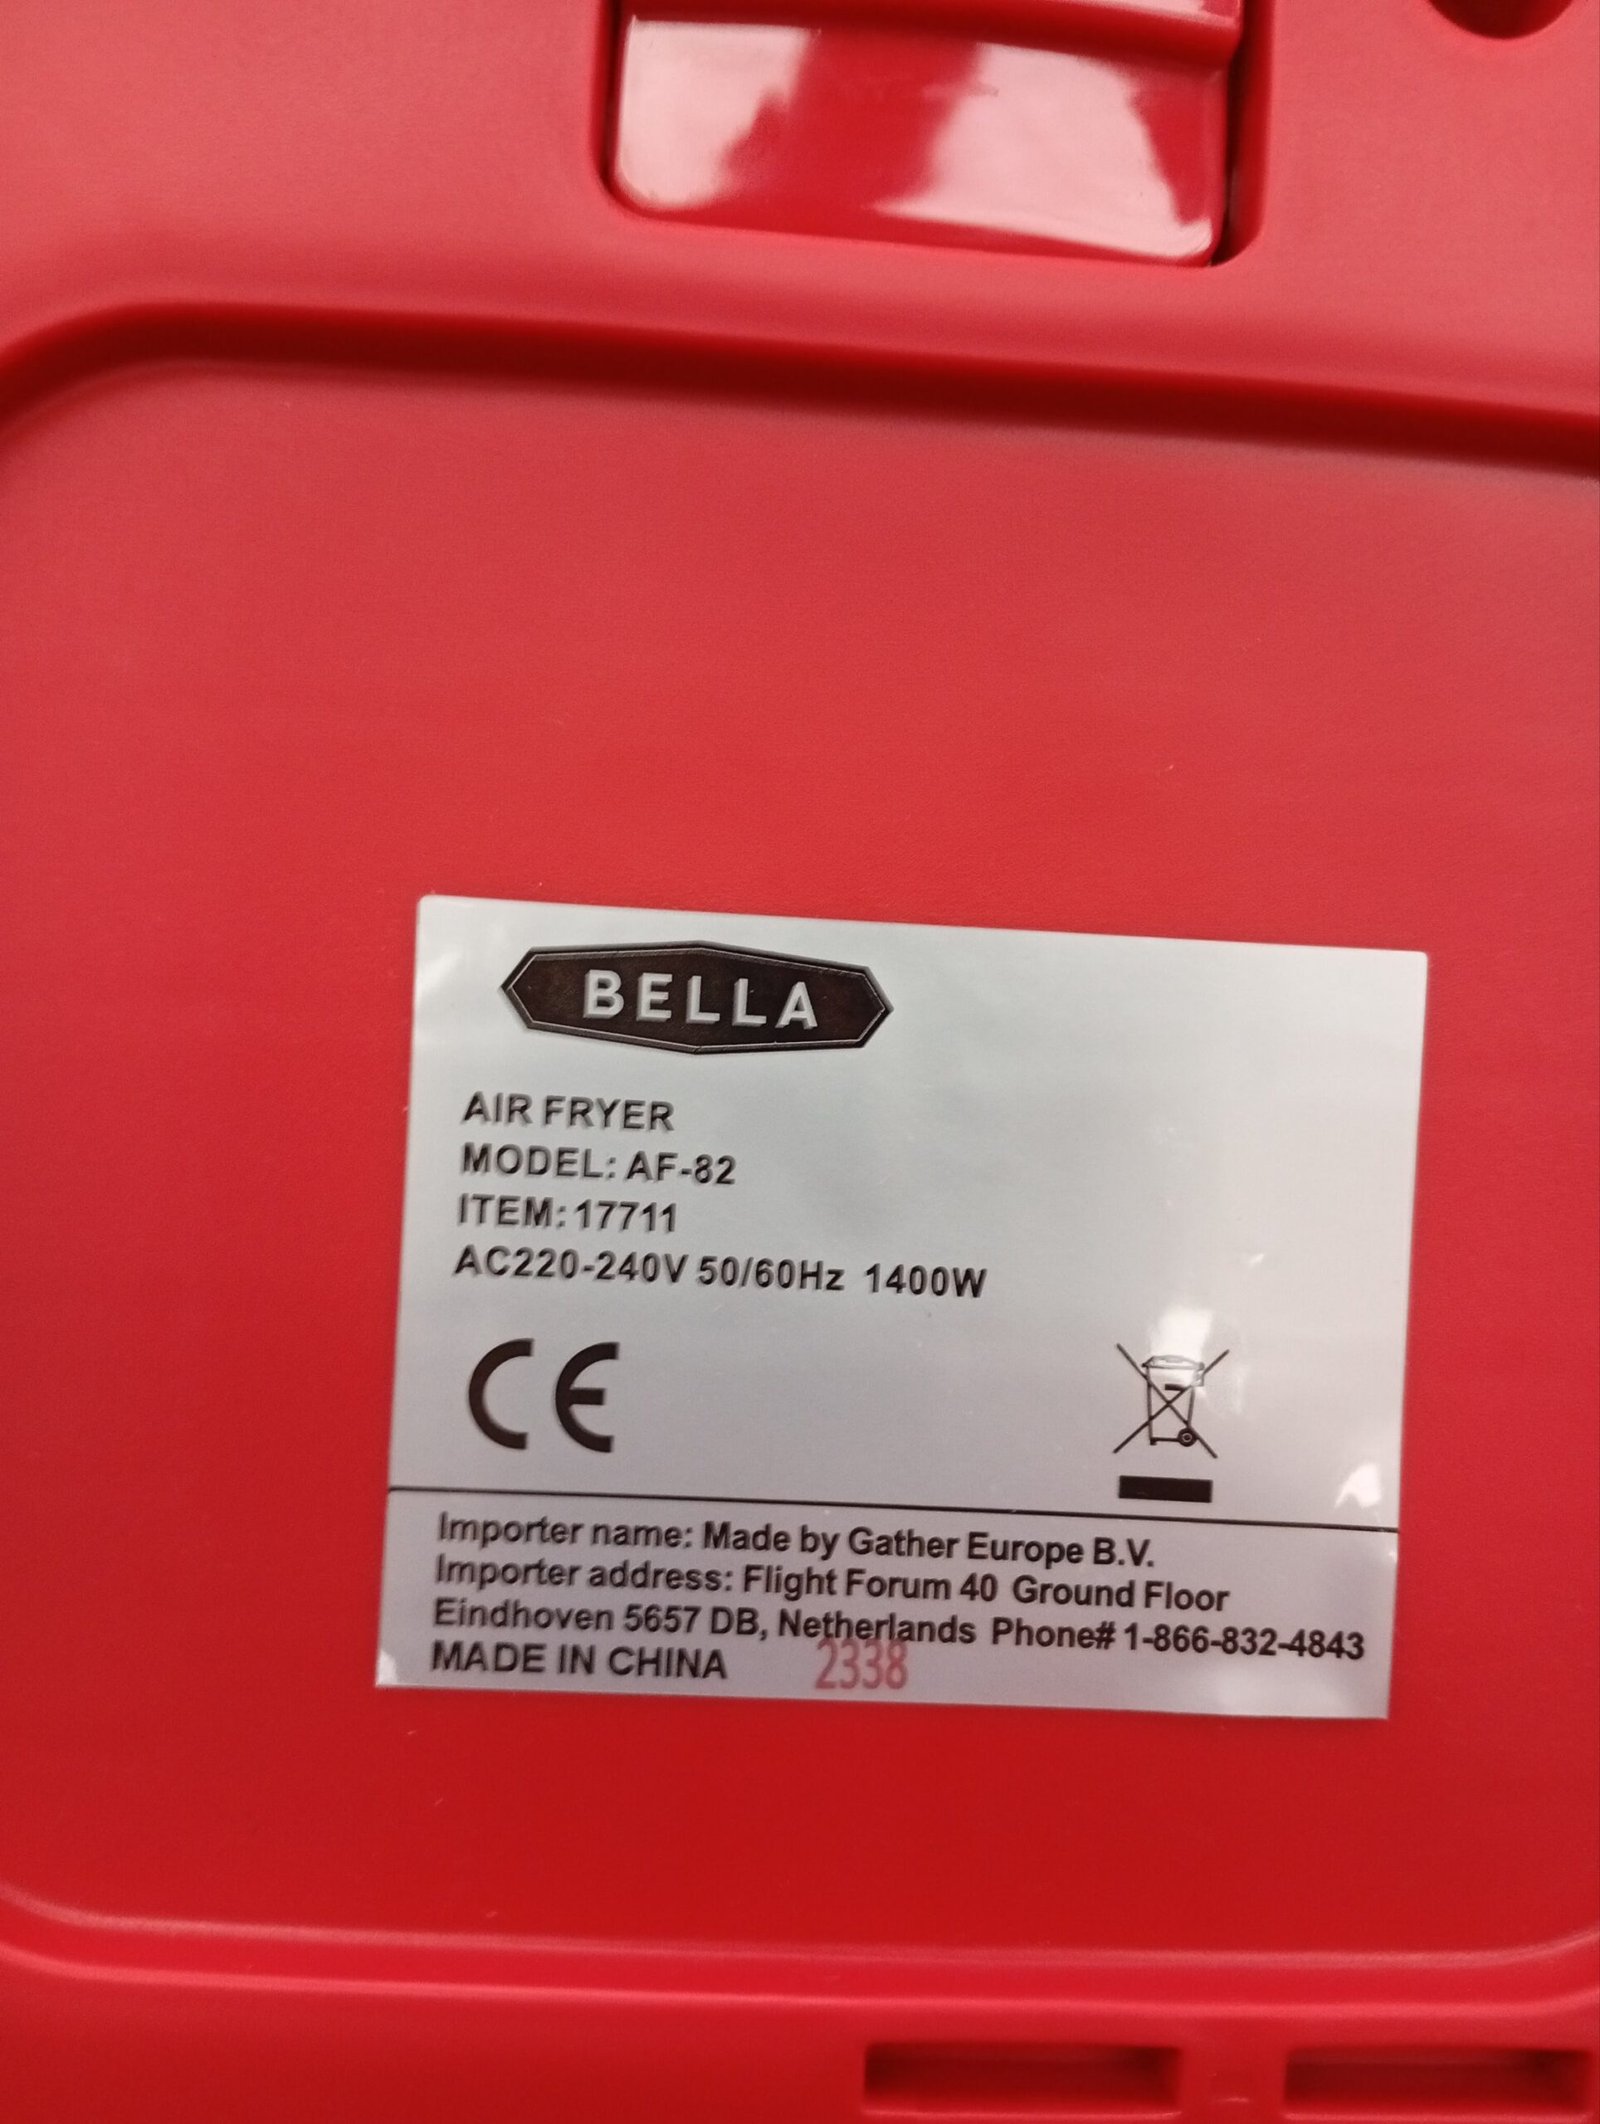 BELLA
AIR FRYER
MODEL: AF-82
ITEM: 17711
AC220-240V 50/60Hz 1400W
CE
Importer name: Made by Gather Europe B.V.
Importer address: Flight Forum 40 Ground Floor
Eindhoven 5657 DB, Netherlands Phone# 1-866-832-4843
MADE IN CHINA 2338